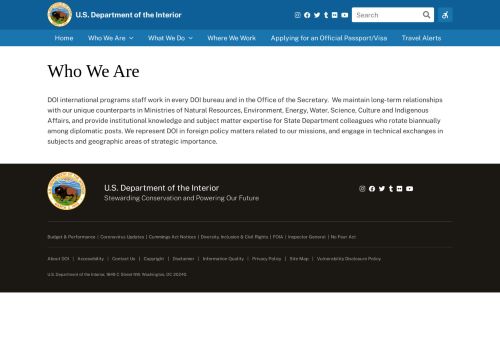 U.S. Department of the Interior
Search
Home Who We Are What We Do Where We Work Applying for an Official Passport/Visa Travel Alerts
Who We Are
DOI international programs staff work in every DOI bureau and in the Office of the Secretary. We maintain long-term relationships
with our unique counterparts in Ministries of Natural Resources, Environment, Energy, Water, Science, Culture and Indigenous
Affairs, and provide institutional knowledge and subject matter expertise for State Department colleagues who rotate biannually
among diplomatic posts. We represent DOI in foreign policy matters related to our missions, and engage in technical exchanges in
subjects and geographic areas of strategic importance.
U.S. Department of the Interior
Stewarding Conservation and Powering Our Future
Budget & Performance | Coronavirus Updates | Cummings Act Notices | Diversity, Inclusion & Civil Rights | FOIA | Inspector General | No Fear Act
About DOI | Accessibility | Contact Us | Copyright | Disclaimer | Information Quality | Privacy Policy | Site Map | Vulnerability Disclosure Policy
U.S. Department of the Interior, 1849 C Street NW, Washington, DC 20240.